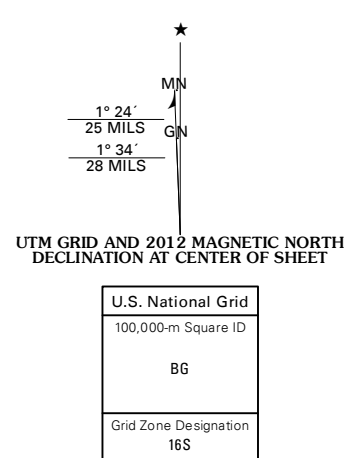 ★
MN
1° 24´
25 MILS
GN
1° 34´
28 MILS
UTM GRID AND 2012 MAGNETIC NORTH
DECLINATION AT CENTER OF SHEET
U.S. National Grid
100,000-m Square ID
BG
Grid Zone Designation
16S